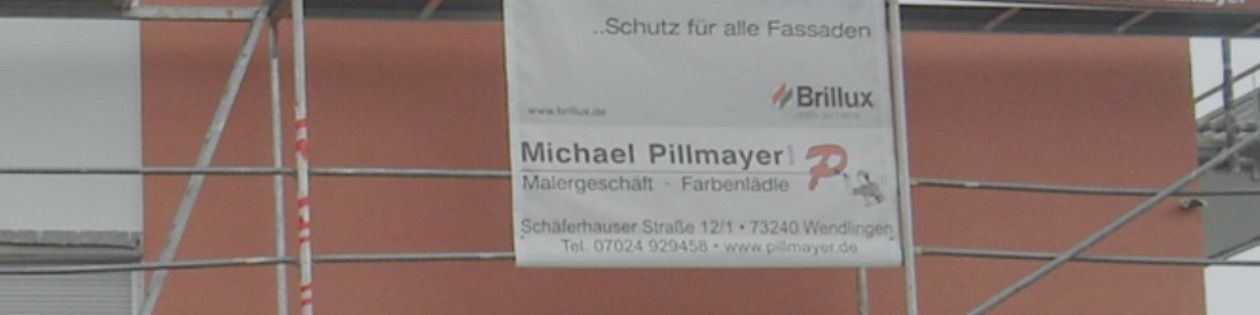 ..Schutz für alle Fassaden
Brillux
www.brillux.de
Michael Pillmayer
Malergeschäft · Farbenlädle
Schäferhauser Straße 12/1 • 73240 Wendlingen
Tel. 07024 929458 • www.pillmayer.de